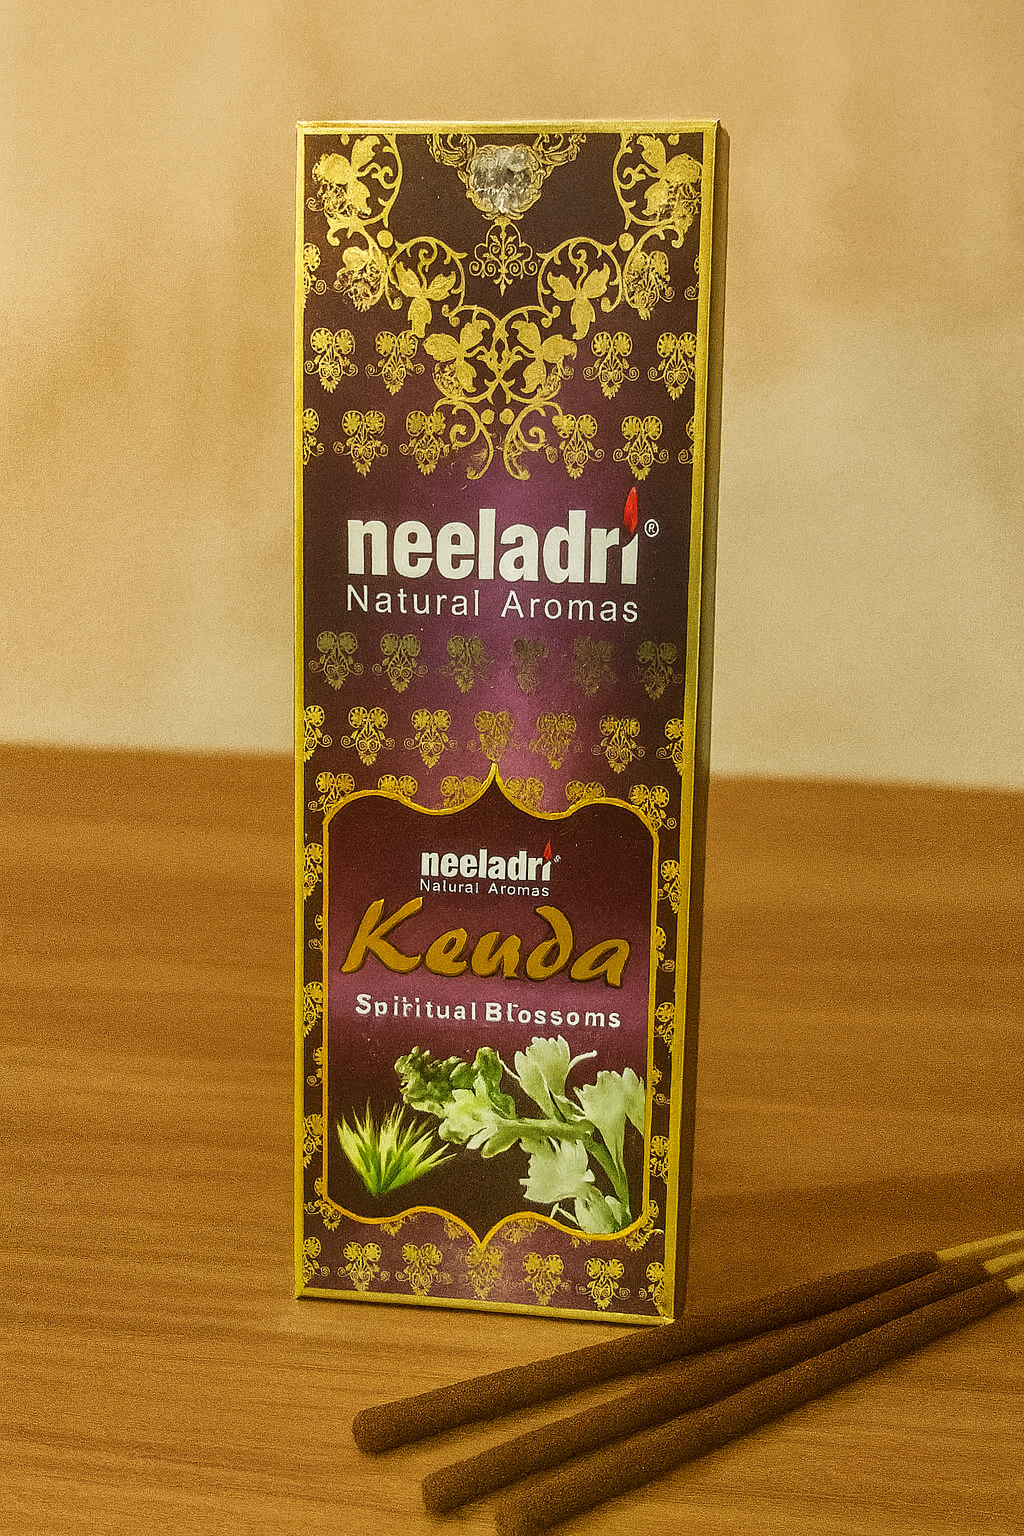 neeladri®
Natural Aromas
neeladri
Natural Aromas
Kenda
Spiritual Blossoms